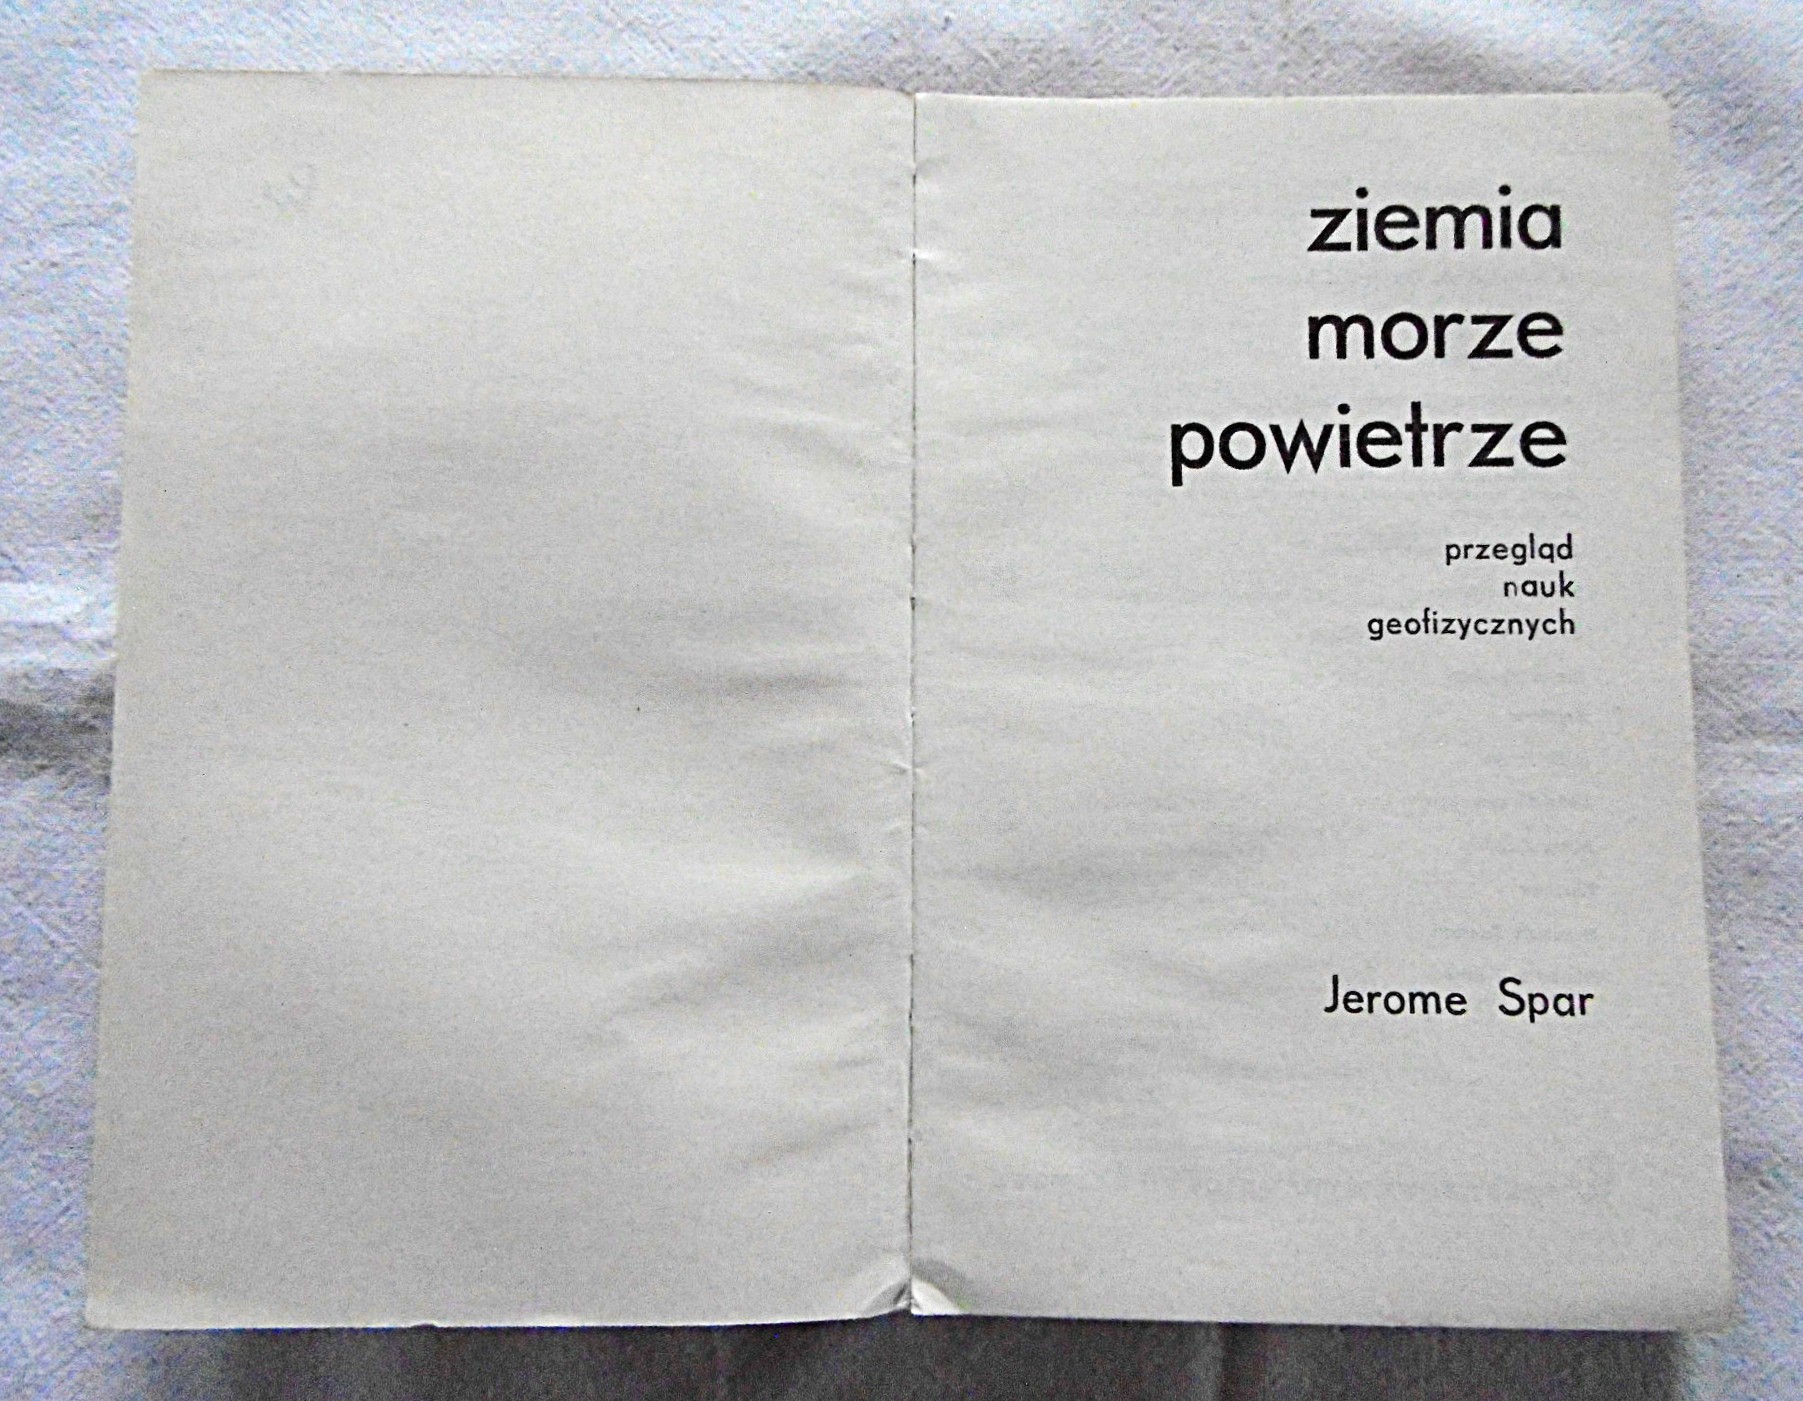 ziemia
morze
powietrze
przegląd
nauk
geofizycznych
Jerome Spar